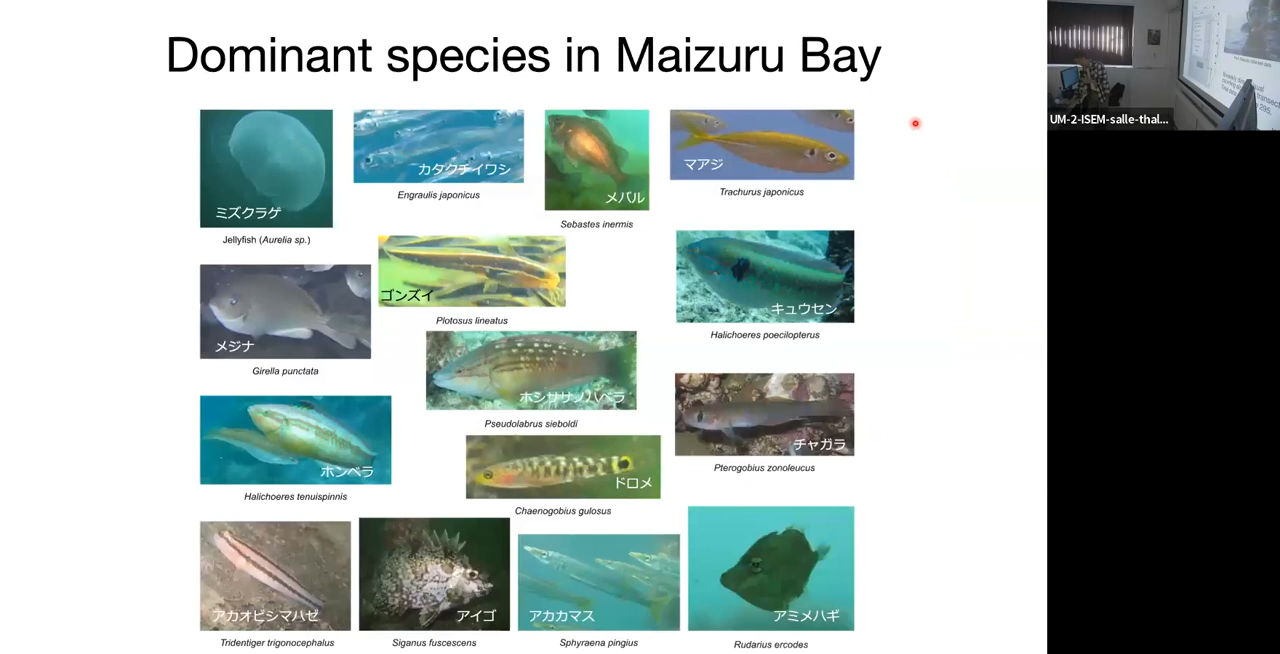 Dominant species in Maizuru Bay
ミズクラゲ
Jellyfish (Aurelia sp.)
カタクチイワシ
Engraulis japonicus
メバル
Sebastes inermis
マアジ
Trachurus japonicus
ゴンズイ
Plotosus lineatus
キュウセン
Halichoeres poecilopterus
メジナ
Girella punctata
ホシササノハベラ
Pseudolabrus sieboldi
チャガラ
Pterogobius zonoleucus
ホンベラ
Halichoeres tenuispinnis
ドロメ
Chaenogobius gulosus
アカオビシマハゼ
Tridentiger trigonocephalus
アイゴ
Siganus fuscescens
アカカマス
Sphyraena pingius
アミメハギ
Rudarius ercodes
UM-2-ISEM-salle-thal...